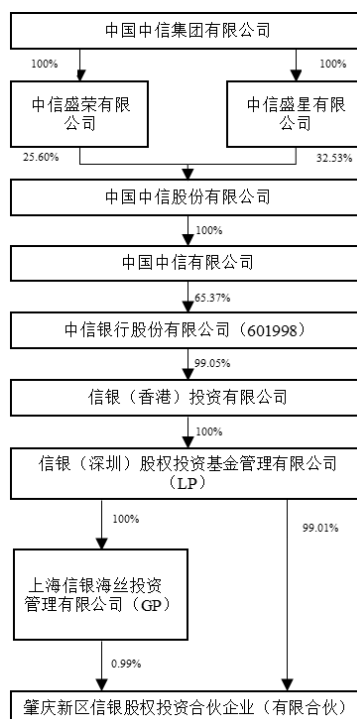 中国中信集团有限公司
100%
100%
中信盛荣有限
公司
中信盛星有限
公司
25.60%
32.53%
中国中信股份有限公司
100%
中国中信有限公司
65.37%
中信银行股份有限公司（601998）
99.05%
信银（香港）投资有限公司
100%
信银（深圳）股权投资基金管理有限公司
（LP）
100%
99.01%
上海信银海丝投资
管理有限公司（GP）
0.99%
肇庆新区信银股权投资合伙企业（有限合伙）